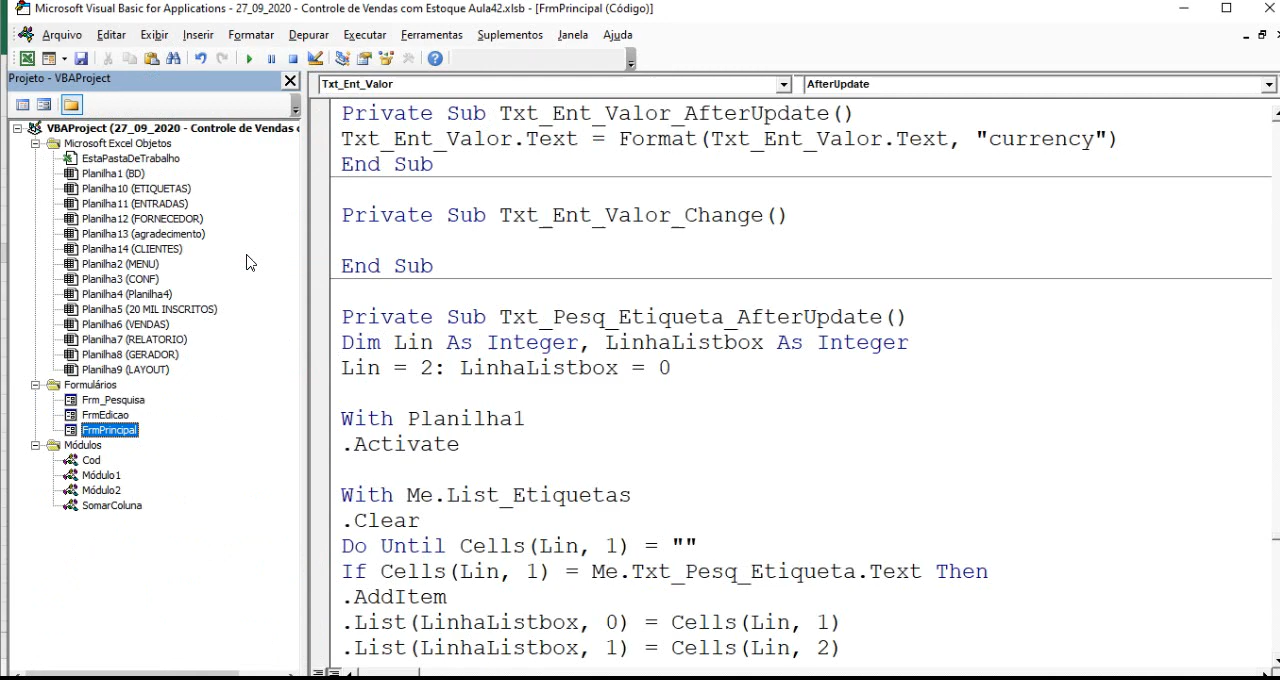 Microsoft Visual Basic for Applications - 27_09_2020 - Controle de Vendas com Estoque Aula42.xlsb - [FrmPrincipal (Código)]
Arquivo Editar Exibir Inserir Formatar Depurar Executar Ferramentas Suplementos Janela Ajuda
Projeto - VBAProject
VBAProject (27_09_2020 - Controle de Vendas c
Microsoft Excel Objetos
EstaPastaDeTrabalho
Planilha1 (BD)
Planilha10 (ETIQUETAS)
Planilha11 (ENTRADAS)
Planilha12 (FORNECEDOR)
Planilha13 (agradecimento)
Planilha14 (CLIENTES)
Planilha2 (MENU)
Planilha3 (CONF)
Planilha4 (Planilha4)
Planilha5 (20 MIL INSCRITOS)
Planilha6 (VENDAS)
Planilha7 (RELATORIO)
Planilha8 (GERADOR)
Planilha9 (LAYOUT)
Formulários
Frm_Pesquisa
FrmEdicao
FrmPrincipal
Módulos
Cod
Módulo1
Módulo2
SomarColuna
Txt_Ent_Valor
AfterUpdate
Private Sub Txt_Ent_Valor_AfterUpdate()
Txt_Ent_Valor.Text = Format(Txt_Ent_Valor.Text, "currency")
End Sub
Private Sub Txt_Ent_Valor_Change()
End Sub
Private Sub Txt_Pesq_Etiqueta_AfterUpdate()
Dim Lin As Integer, LinhaListbox As Integer
Lin = 2: LinhaListbox = 0
With Planilha1
.Activate
With Me.List_Etiquetas
.Clear
Do Until Cells(Lin, 1) = ""
If Cells(Lin, 1) = Me.Txt_Pesq_Etiqueta.Text Then
.AddItem
.List(LinhaListbox, 0) = Cells(Lin, 1)
.List(LinhaListbox, 1) = Cells(Lin, 2)